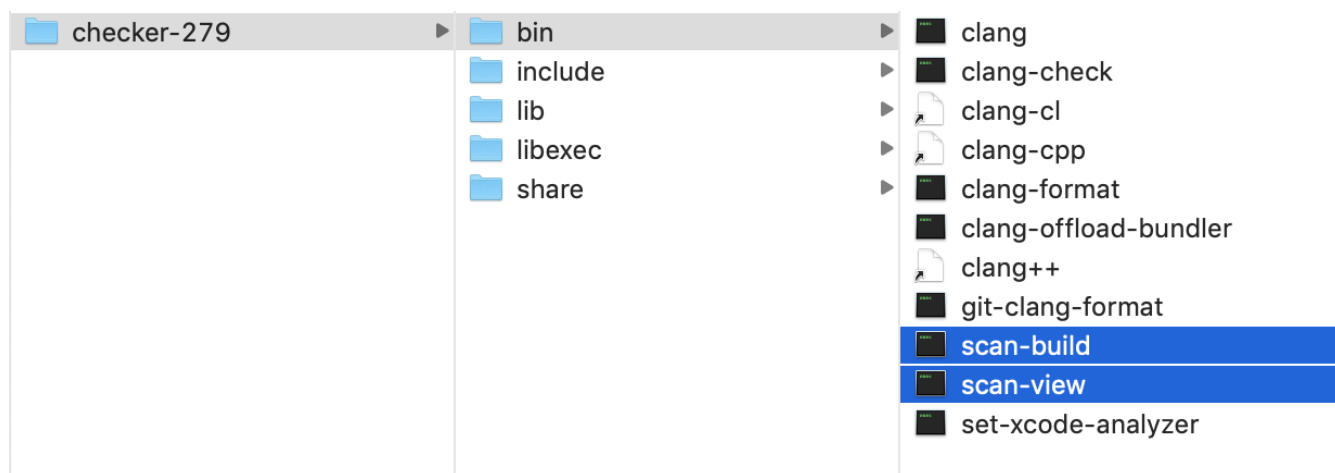 checker-279
bin
include
lib
libexec
share
clang
clang-check
clang-cl
clang-cpp
clang-format
clang-offload-bundler
clang++
git-clang-format
scan-build
scan-view
set-xcode-analyzer